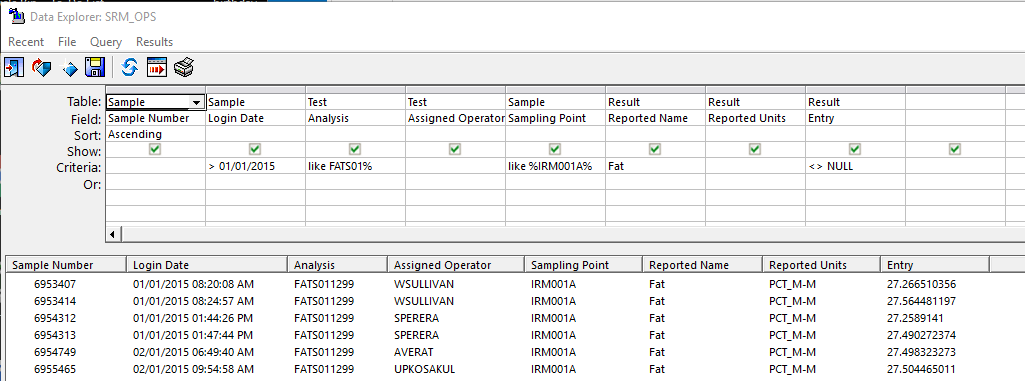 Data Explorer: SRM_OPS
Recent File Query Results
Table: Sample Sample Test Test Sample Result Result Result
Field: Sample Number Login Date Analysis Assigned Operator Sampling Point Reported Name Reported Units Entry
Sort: Ascending
Show:
Criteria: > 01/01/2015 like FATS01% like %IRM001A% Fat <> NULL
Or:
Sample Number Login Date Analysis Assigned Operator Sampling Point Reported Name Reported Units Entry
6953407 01/01/2015 08:20:08 AM FATS011299 WSULLIVAN IRM001A Fat PCT_M-M 27.266510356
6953414 01/01/2015 08:24:57 AM FATS011299 WSULLIVAN IRM001A Fat PCT_M-M 27.564481197
6954312 01/01/2015 01:44:26 PM FATS011299 SPERERA IRM001A Fat PCT_M-M 27.2589141
6954313 01/01/2015 01:47:44 PM FATS011299 SPERERA IRM001A Fat PCT_M-M 27.490272374
6954749 02/01/2015 06:49:40 AM FATS011299 AVERAT IRM001A Fat PCT_M-M 27.498323273
6955465 02/01/2015 09:54:58 AM FATS011299 UPKOSAKUL IRM001A Fat PCT_M-M 27.504465011